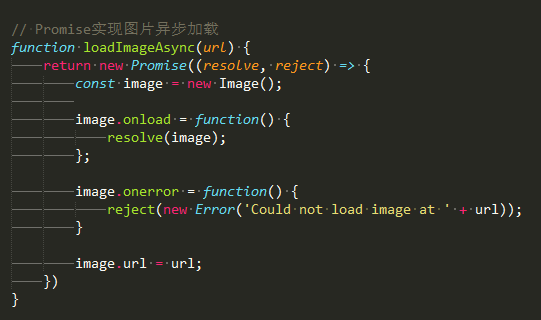 // Promise实现图片异步加载
function loadImageAsync(url) {
    return new Promise((resolve, reject) => {
        const image = new Image();

        image.onload = function() {
            resolve(image);
        };

        image.onerror = function() {
            reject(new Error('Could not load image at ' + url));
        }

        image.url = url;
    })
}